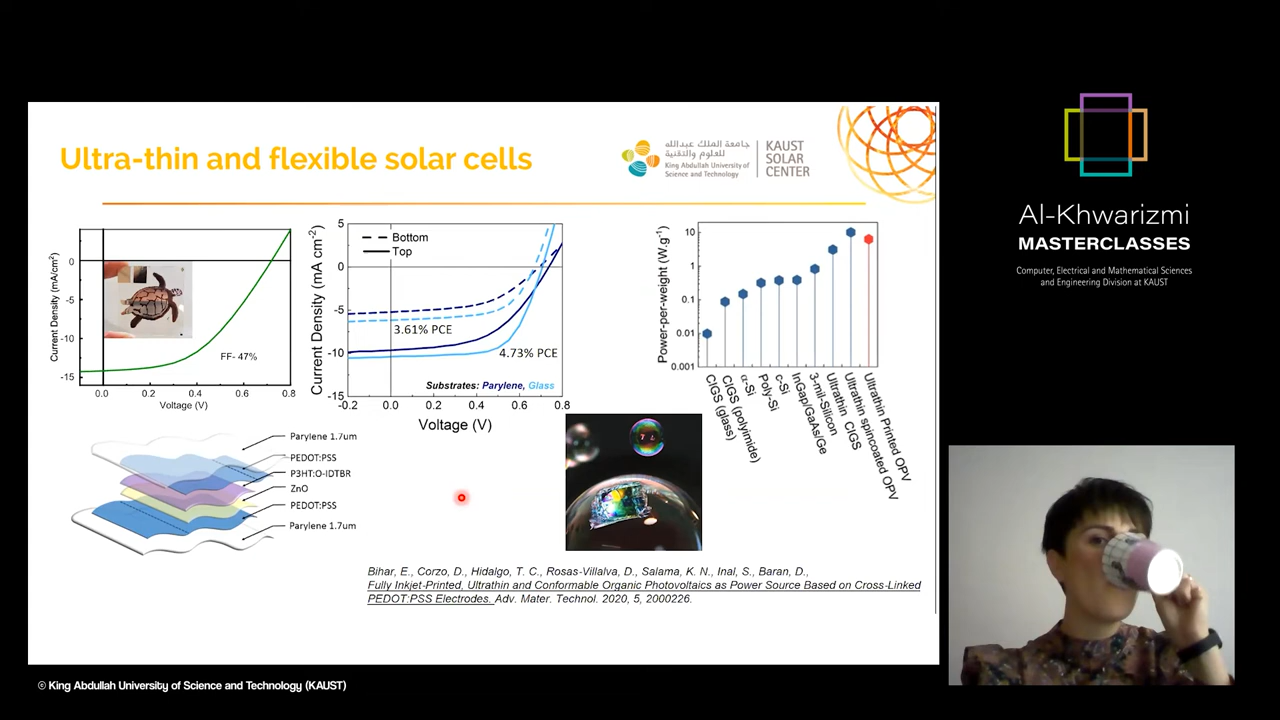 Ultra-thin and flexible solar cells
جامعة الملك عبدالله
للعلوم والتقنية
King Abdullah University of
Science and Technology
KAUST
SOLAR
CENTER
Al-Khwarizmi
MASTERCLASSES
Computer, Electrical and Mathematical Sciences
and Engineering Division at KAUST
Current Density (mA/cm²)
0
-5
-10
-15
FF- 47%
0.0 0.2 0.4 0.6 0.8
Voltage (V)
Current Density (mA cm⁻²)
5
0
-5
-10
-15
Bottom
Top
3.61% PCE
4.73% PCE
Substrates: Parylene, Glass
-0.2 0.0 0.2 0.4 0.6 0.8
Voltage (V)
Power-per-weight (W.g⁻¹)
10
1
0.1
0.01
0.001
CIGS (glass)
CIGS (polyimide)
α-Si
Poly-Si
c-Si
InGap/GaAs/Ge
3-mil-Silicon
Ultrathin CIGS
Ultrathin spincoated OPV
Ultrathin Printed OPV
Parylene 1.7um
PEDOT:PSS
P3HT:O-IDTBR
ZnO
PEDOT:PSS
Parylene 1.7um
Bihar, E., Corzo, D., Hidalgo, T. C., Rosas-Villalva, D., Salama, K. N., Inal, S., Baran, D.,
Fully Inkjet-Printed, Ultrathin and Conformable Organic Photovoltaics as Power Source Based on Cross-Linked
PEDOT:PSS Electrodes. Adv. Mater. Technol. 2020, 5, 2000226.
© King Abdullah University of Science and Technology (KAUST)